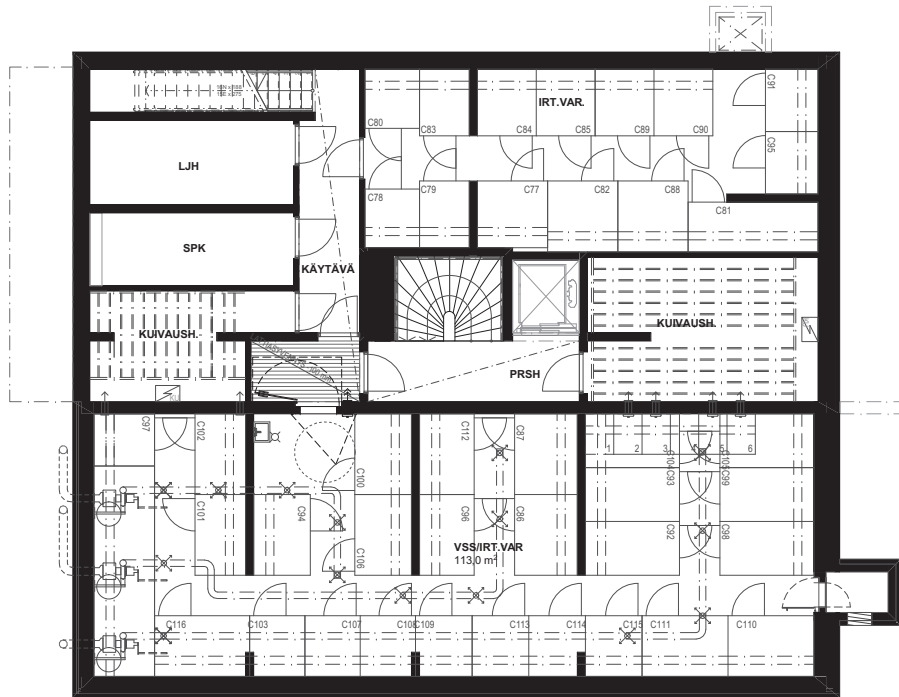 C91
IRT.VAR.
C80
C83
C84
C85
C89
C90
C95
LJH
C78
C79
C77
C82
C88
C81
SPK
KÄYTÄVÄ
KUIVAUSH.
KUIVAUSH.
PRSH
C97
C102
C112
C87
1
2
3
5
6
C104
C105
C93
C99
C100
C101
C94
C96
C86
C92
C98
VSS/IRT.VAR
113,0 m²
C106
C116
C103
C107
C108
C109
C113
C114
C115
C111
C110